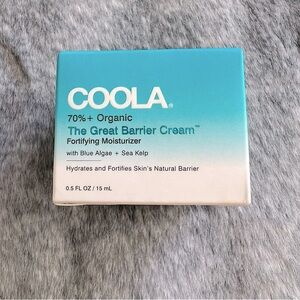 COOLA®
70%+ Organic
The Great Barrier Cream™
Fortifying Moisturizer
with Blue Algae + Sea Kelp
Hydrates and Fortifies Skin's Natural Barrier
0.5 FL OZ / 15 mL